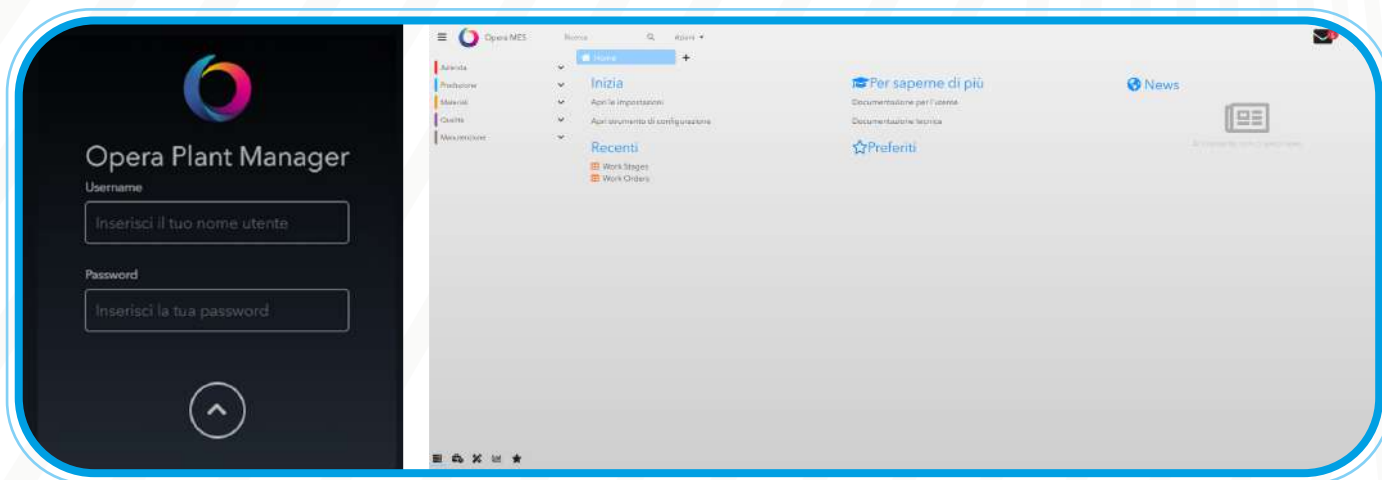 Opera Plant Manager
Username
Inserisci il tuo nome utente
Password
Inserisci la tua password
Opera MES
Azienda
Produzione
Materiali
Qualità
Manutenzione
Home
+
Inizia
Apri le impostazioni
Apri strumento di configurazione
Recenti
Work Stages
Work Orders
Per saperne di più
Documentazione per l'utente
Documentazione tecnica
Preferiti
News